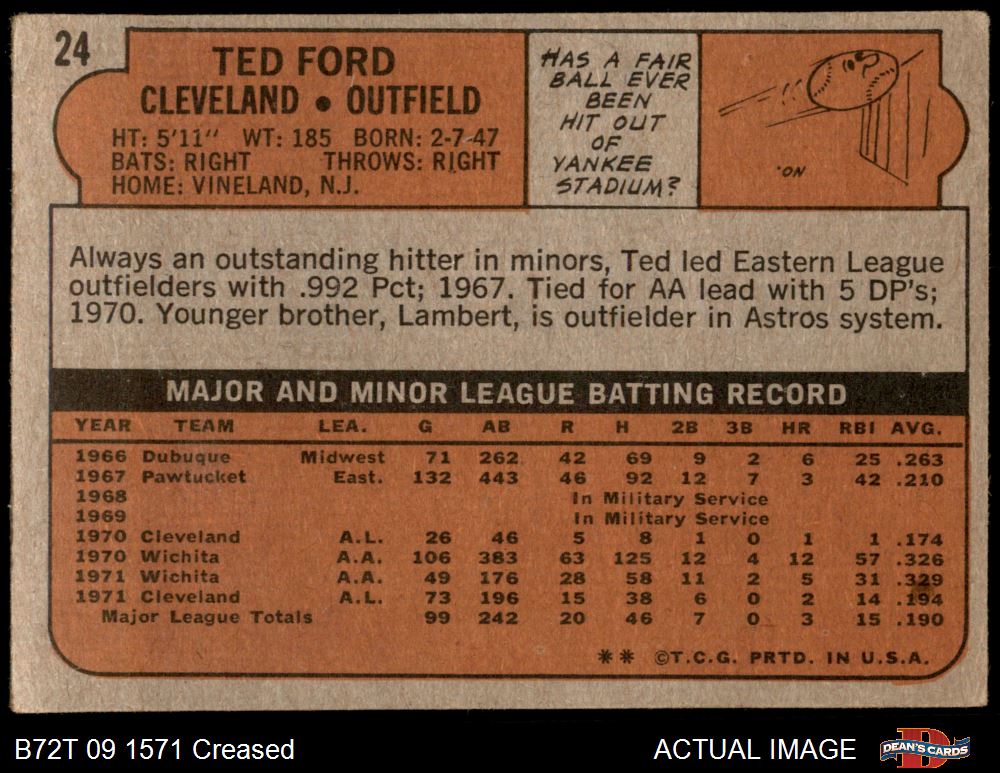 24
TED FORD
CLEVELAND • OUTFIELD
HT: 5'11" WT: 185 BORN: 2-7-47
BATS: RIGHT THROWS: RIGHT
HOME: VINELAND, N.J.
HAS A FAIR
BALL EVER
BEEN
HIT OUT
OF
YANKEE
STADIUM?
'ON
Always an outstanding hitter in minors, Ted led Eastern League
outfielders with .992 Pct; 1967. Tied for AA lead with 5 DP's;
1970. Younger brother, Lambert, is outfielder in Astros system.
MAJOR AND MINOR LEAGUE BATTING RECORD
YEAR TEAM LEA. G AB R H 2B 3B HR RBI AVG.
1966 Dubuque Midwest 71 262 42 69 9 2 6 25 .263
1967 Pawtucket East. 132 443 46 92 12 7 3 42 .210
1968 In Military Service
1969 In Military Service
1970 Cleveland A.L. 26 46 5 8 1 0 1 1 .174
1970 Wichita A.A. 106 383 63 125 12 4 12 57 .326
1971 Wichita A.A. 49 176 28 58 11 2 5 31 .329
1971 Cleveland A.L. 73 196 15 38 6 0 2 14 .194
Major League Totals 99 242 20 46 7 0 3 15 .190
** ©T.C.G. PRTD. IN U.S.A.
B72T 09 1571 Creased
ACTUAL IMAGE
DEAN'S CARDS